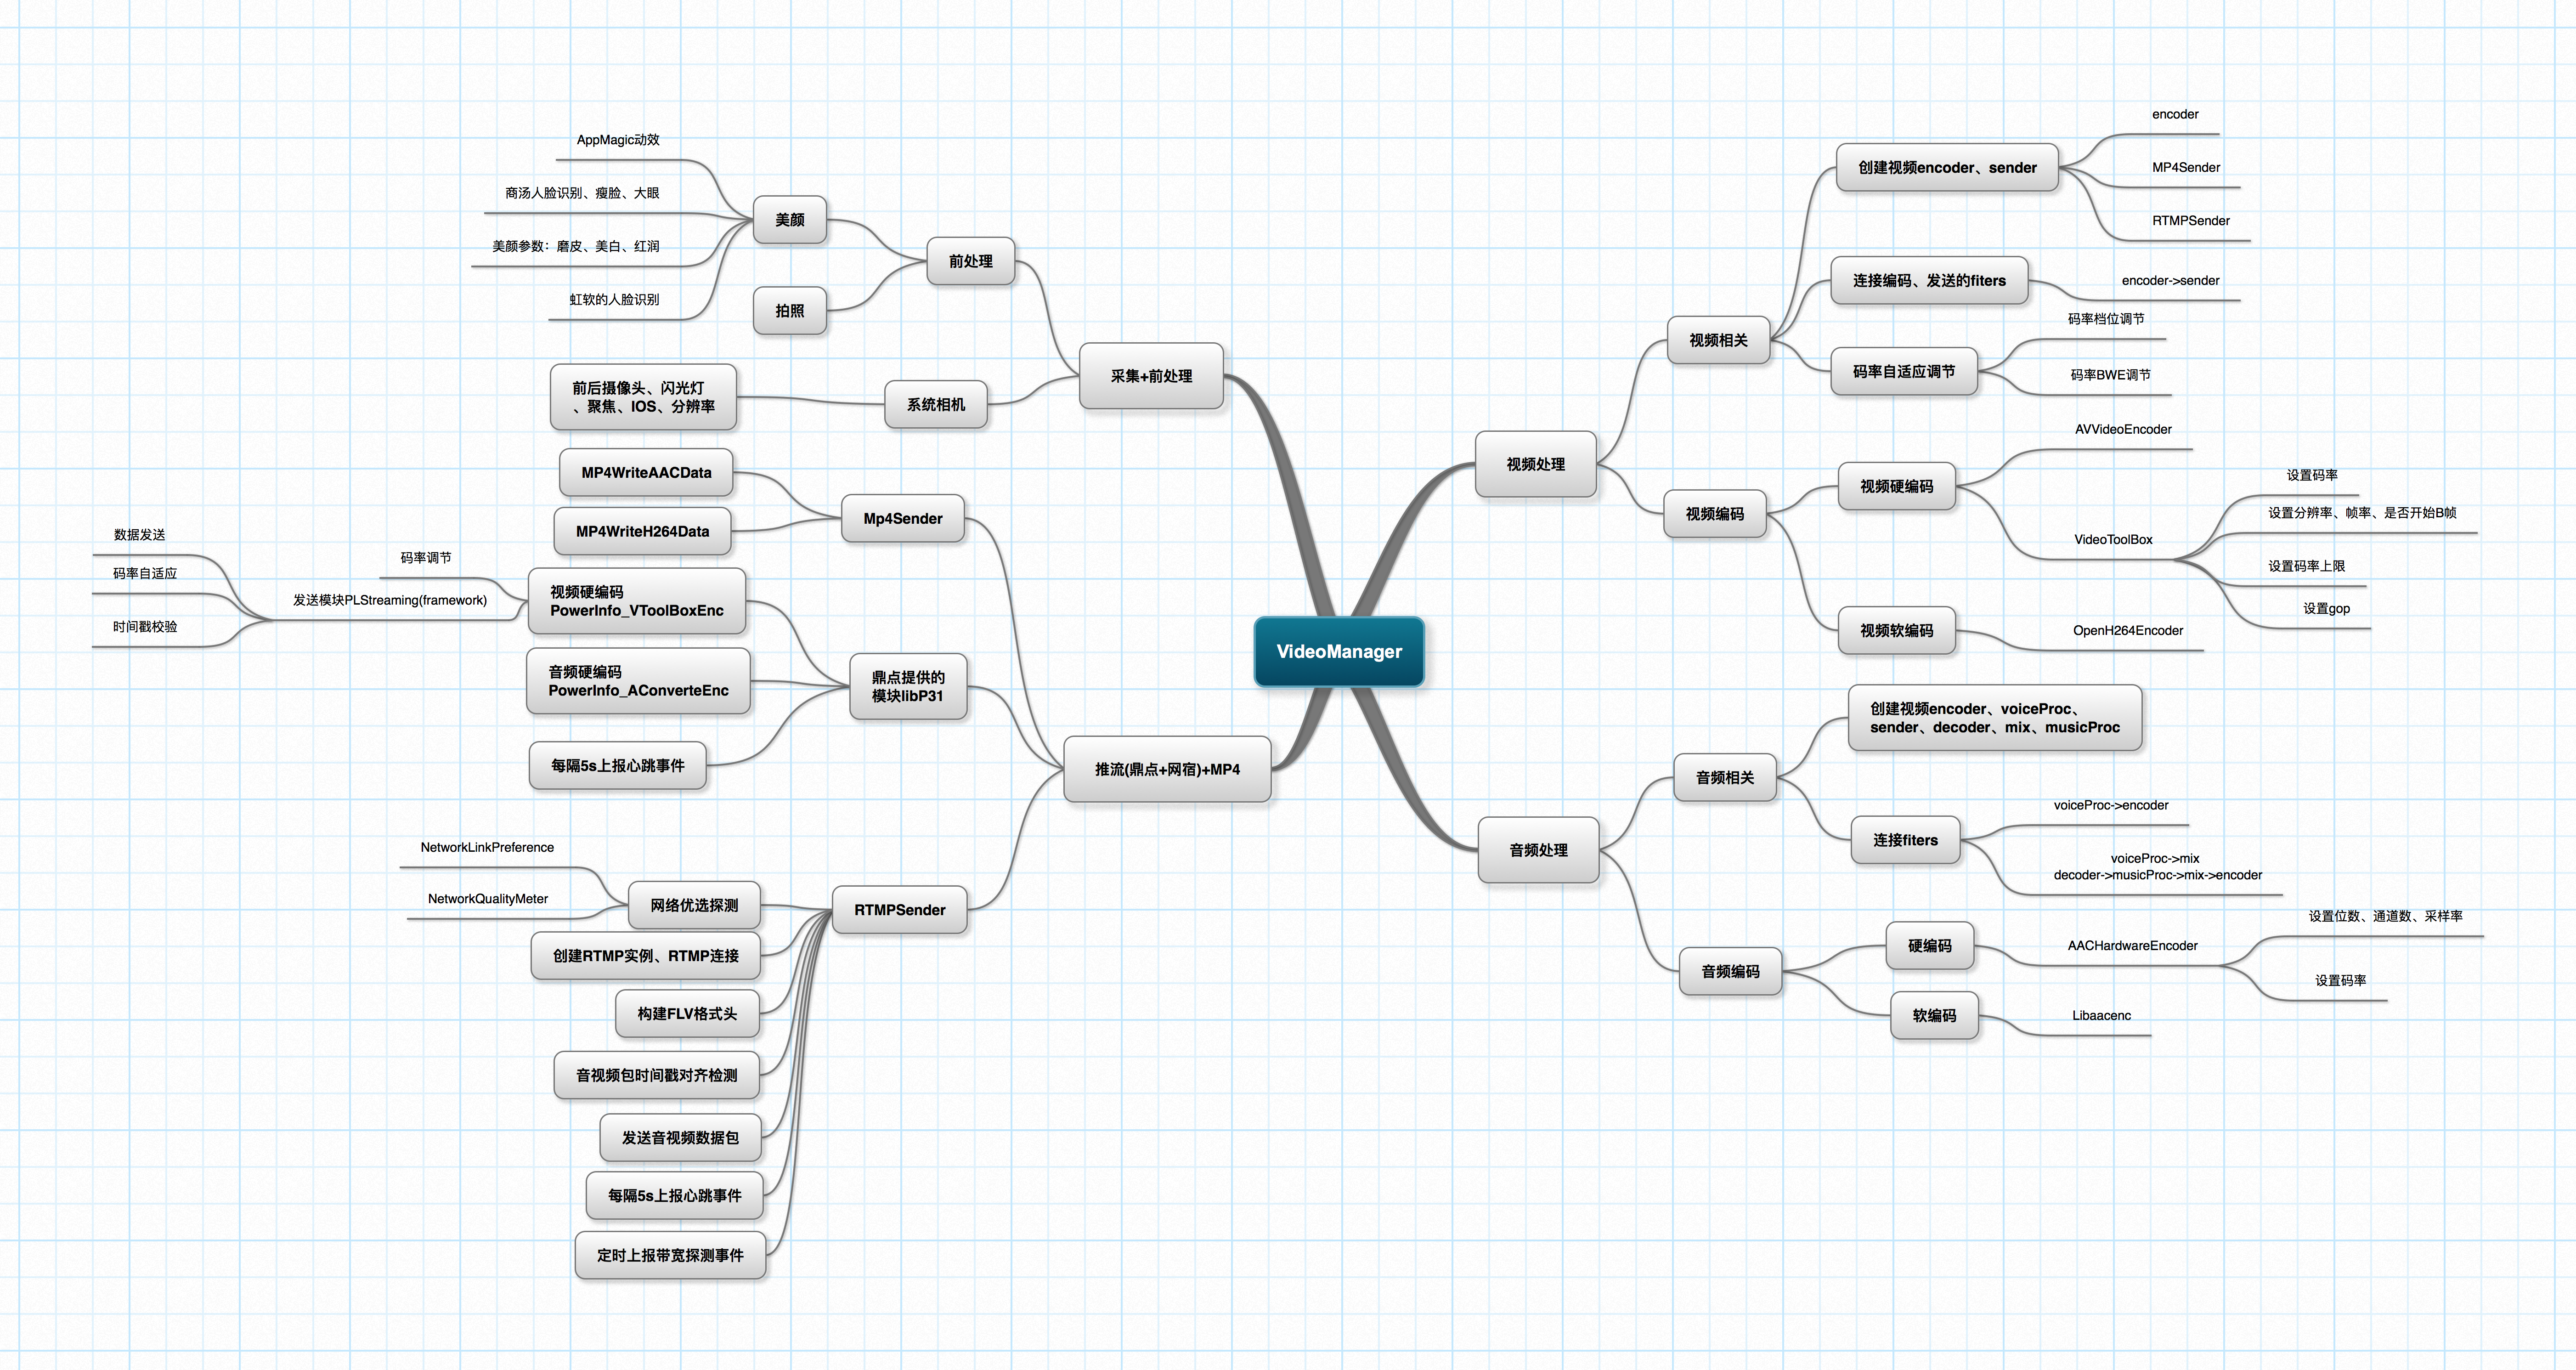 VideoManager
采集+前处理
前处理
美颜
AppMagic动效
商汤人脸识别、瘦脸、大眼
美颜参数：磨皮、美白、红润
虹软的人脸识别
拍照
系统相机
前后摄像头、闪光灯
、聚焦、IOS、分辨率
推流(鼎点+网宿)+MP4
Mp4Sender
MP4WriteAACData
MP4WriteH264Data
鼎点提供的
模块libP31
视频硬编码
PowerInfo_VToolBoxEnc
码率调节
发送模块PLStreaming(framework)
数据发送
码率自适应
时间戳校验
音频硬编码
PowerInfo_AConverteEnc
每隔5s上报心跳事件
RTMPSender
网络优选探测
NetworkLinkPreference
NetworkQualityMeter
创建RTMP实例、RTMP连接
构建FLV格式头
音视频包时间戳对齐检测
发送音视频数据包
每隔5s上报心跳事件
定时上报带宽探测事件
视频处理
视频相关
创建视频encoder、sender
encoder
MP4Sender
RTMPSender
连接编码、发送的fiters
encoder->sender
码率自适应调节
码率档位调节
码率BWE调节
视频编码
视频硬编码
AVVideoEncoder
VideoToolBox
设置码率
设置分辨率、帧率、是否开始B帧
设置码率上限
设置gop
视频软编码
OpenH264Encoder
音频处理
音频相关
创建视频encoder、voiceProc、
sender、decoder、mix、musicProc
连接fiters
voiceProc->encoder
voiceProc->mix
decoder->musicProc->mix->encoder
音频编码
硬编码
AACHardwareEncoder
设置位数、通道数、采样率
设置码率
软编码
Libaacenc